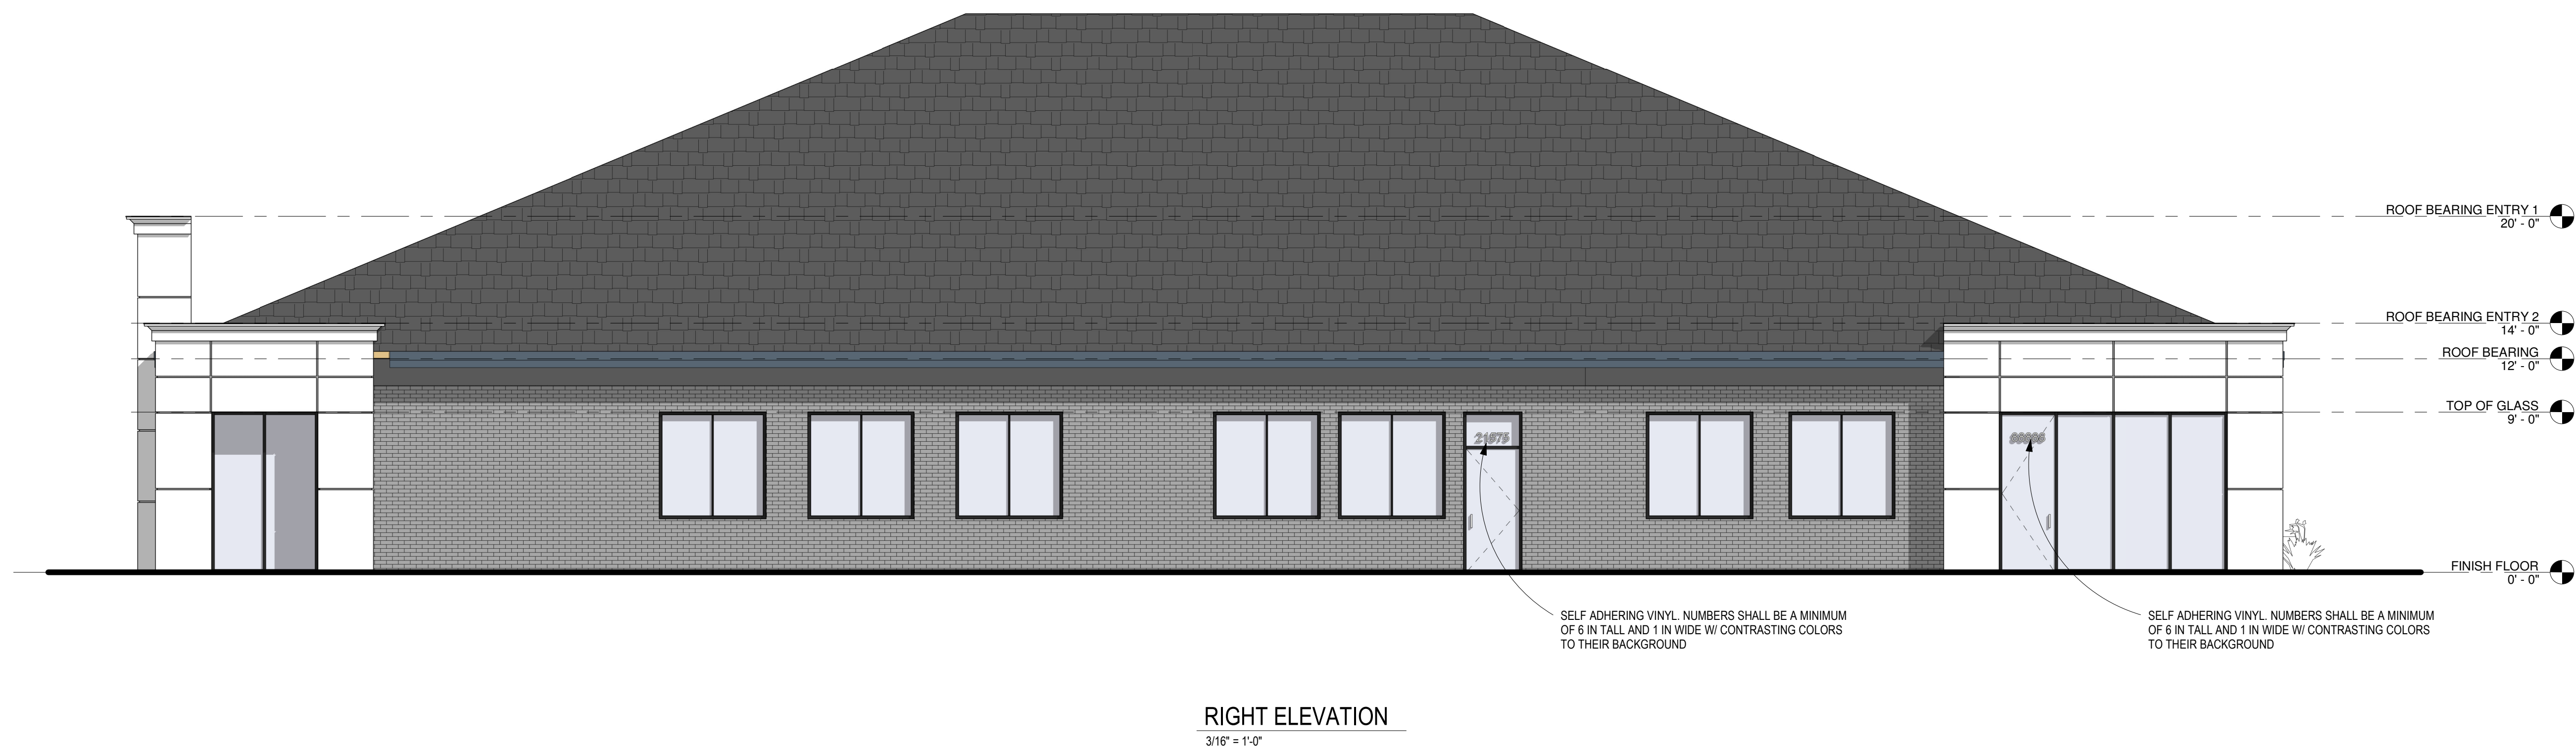 ROOF BEARING ENTRY 1
20' - 0"
ROOF BEARING ENTRY 2
14' - 0"
ROOF BEARING
12' - 0"
TOP OF GLASS
9' - 0"
21575
FINISH FLOOR
0' - 0"
SELF ADHERING VINYL. NUMBERS SHALL BE A MINIMUM
OF 6 IN TALL AND 1 IN WIDE W/ CONTRASTING COLORS
TO THEIR BACKGROUND
SELF ADHERING VINYL. NUMBERS SHALL BE A MINIMUM
OF 6 IN TALL AND 1 IN WIDE W/ CONTRASTING COLORS
TO THEIR BACKGROUND
RIGHT ELEVATION
3/16" = 1'-0"